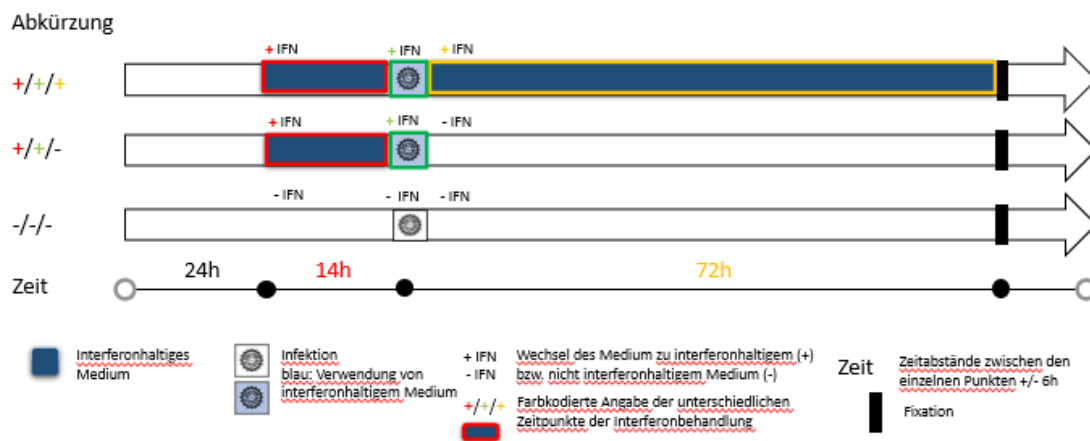 Abkürzung
+ IFN + IFN + IFN
+/+/+
+ IFN + IFN - IFN
+/+/-
- IFN - IFN - IFN
-/-/-
24h 14h 72h
Zeit
Interferonhaltiges
Medium
Infektion
blau: Verwendung von
interferonhaltigem Medium
+ IFN Wechsel des Medium zu interferonhaltigem (+)
- IFN bzw. nicht interferonhaltigem Medium (-)
+/+/+ Farbkodierte Angabe der unterschiedlichen
Zeitpunkte der Interferonbehandlung
Zeit Zeitabstände zwischen den
einzelnen Punkten +/- 6h
Fixation